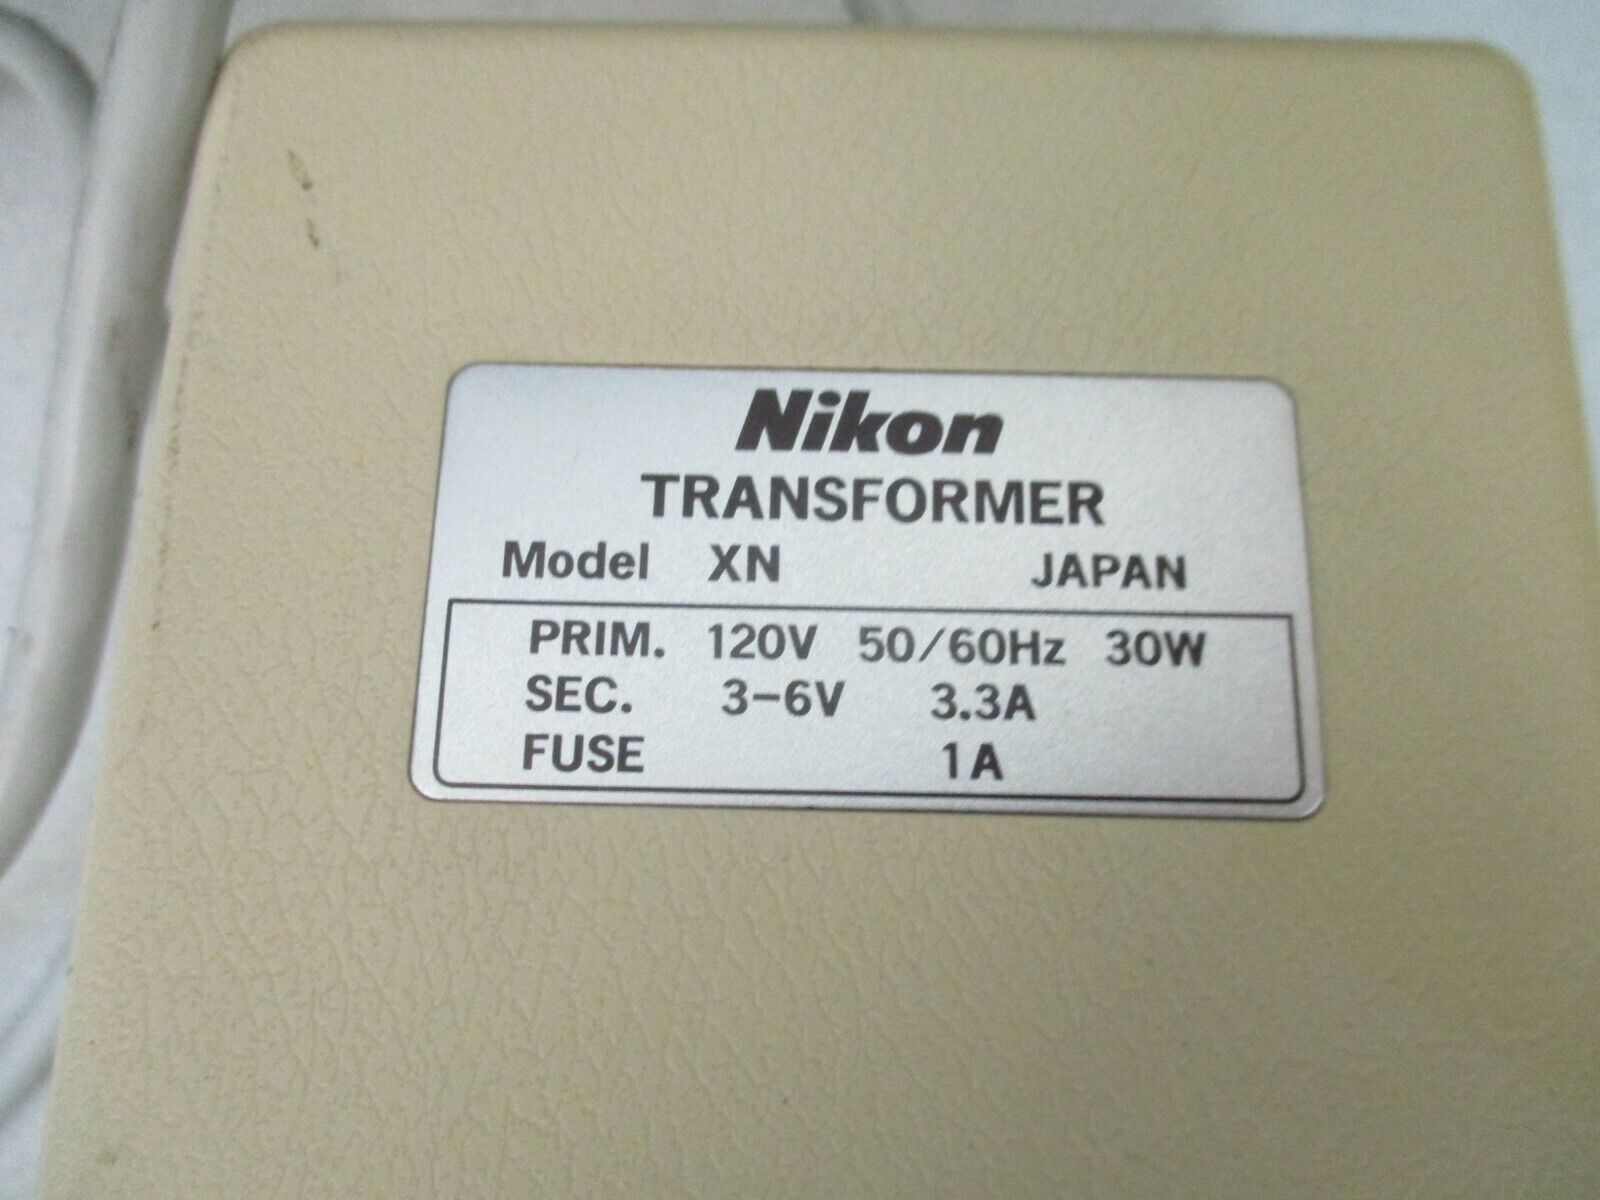 Nikon
TRANSFORMER
Model XN JAPAN
PRIM. 120V 50/60Hz 30W
SEC. 3-6V 3.3A
FUSE 1A